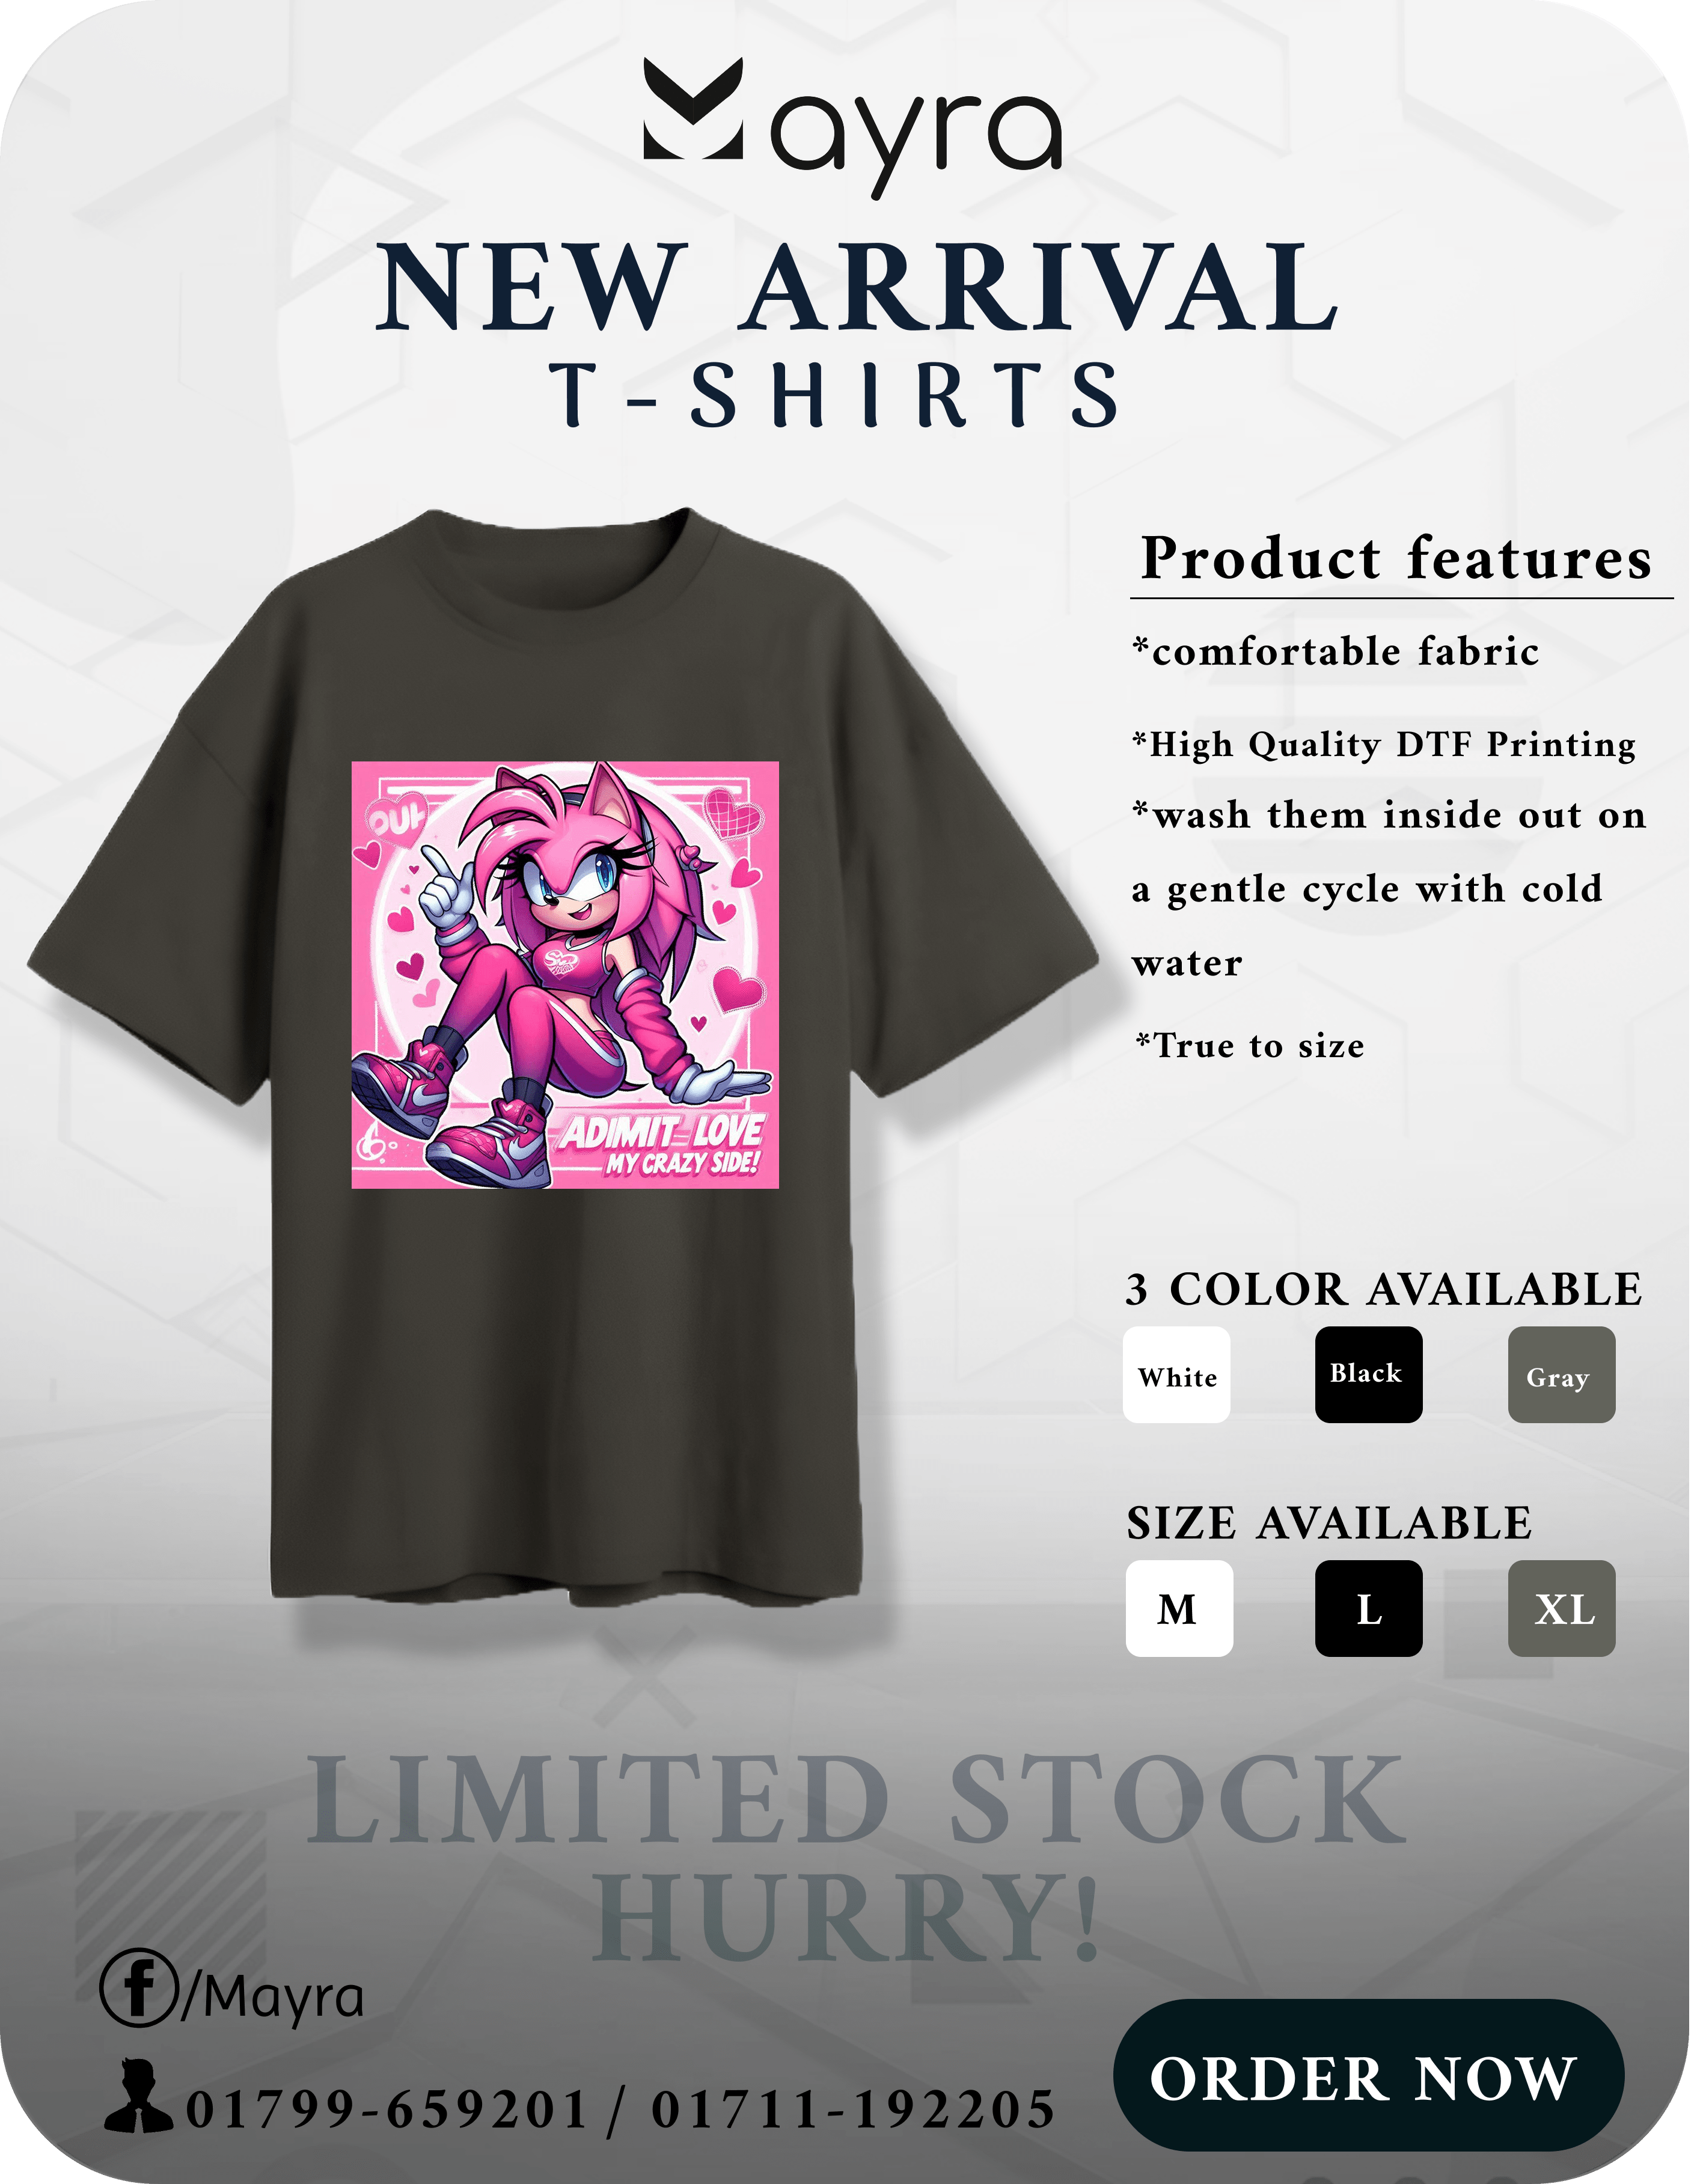 Mayra
NEW ARRIVAL
T-SHIRTS
Product features
*comfortable fabric
*High Quality DTF Printing
*wash them inside out on
a gentle cycle with cold
water
*True to size
OUH
ADIMIT LOVE
MY CRAZY SIDE!
3 COLOR AVAILABLE
White Black Gray
SIZE AVAILABLE
M L XL
LIMITED STOCK
HURRY!
f/Mayra
01799-659201 / 01711-192205
ORDER NOW